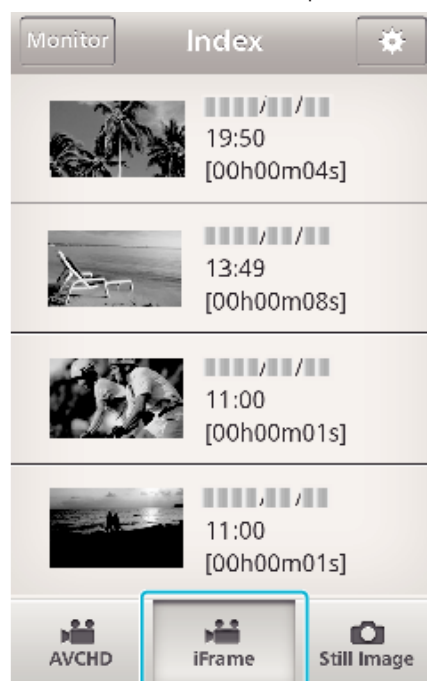 Monitor Index
19:50
[00h00m04s]
13:49
[00h00m08s]
11:00
[00h00m01s]
11:00
[00h00m01s]
AVCHD iFrame Still Image